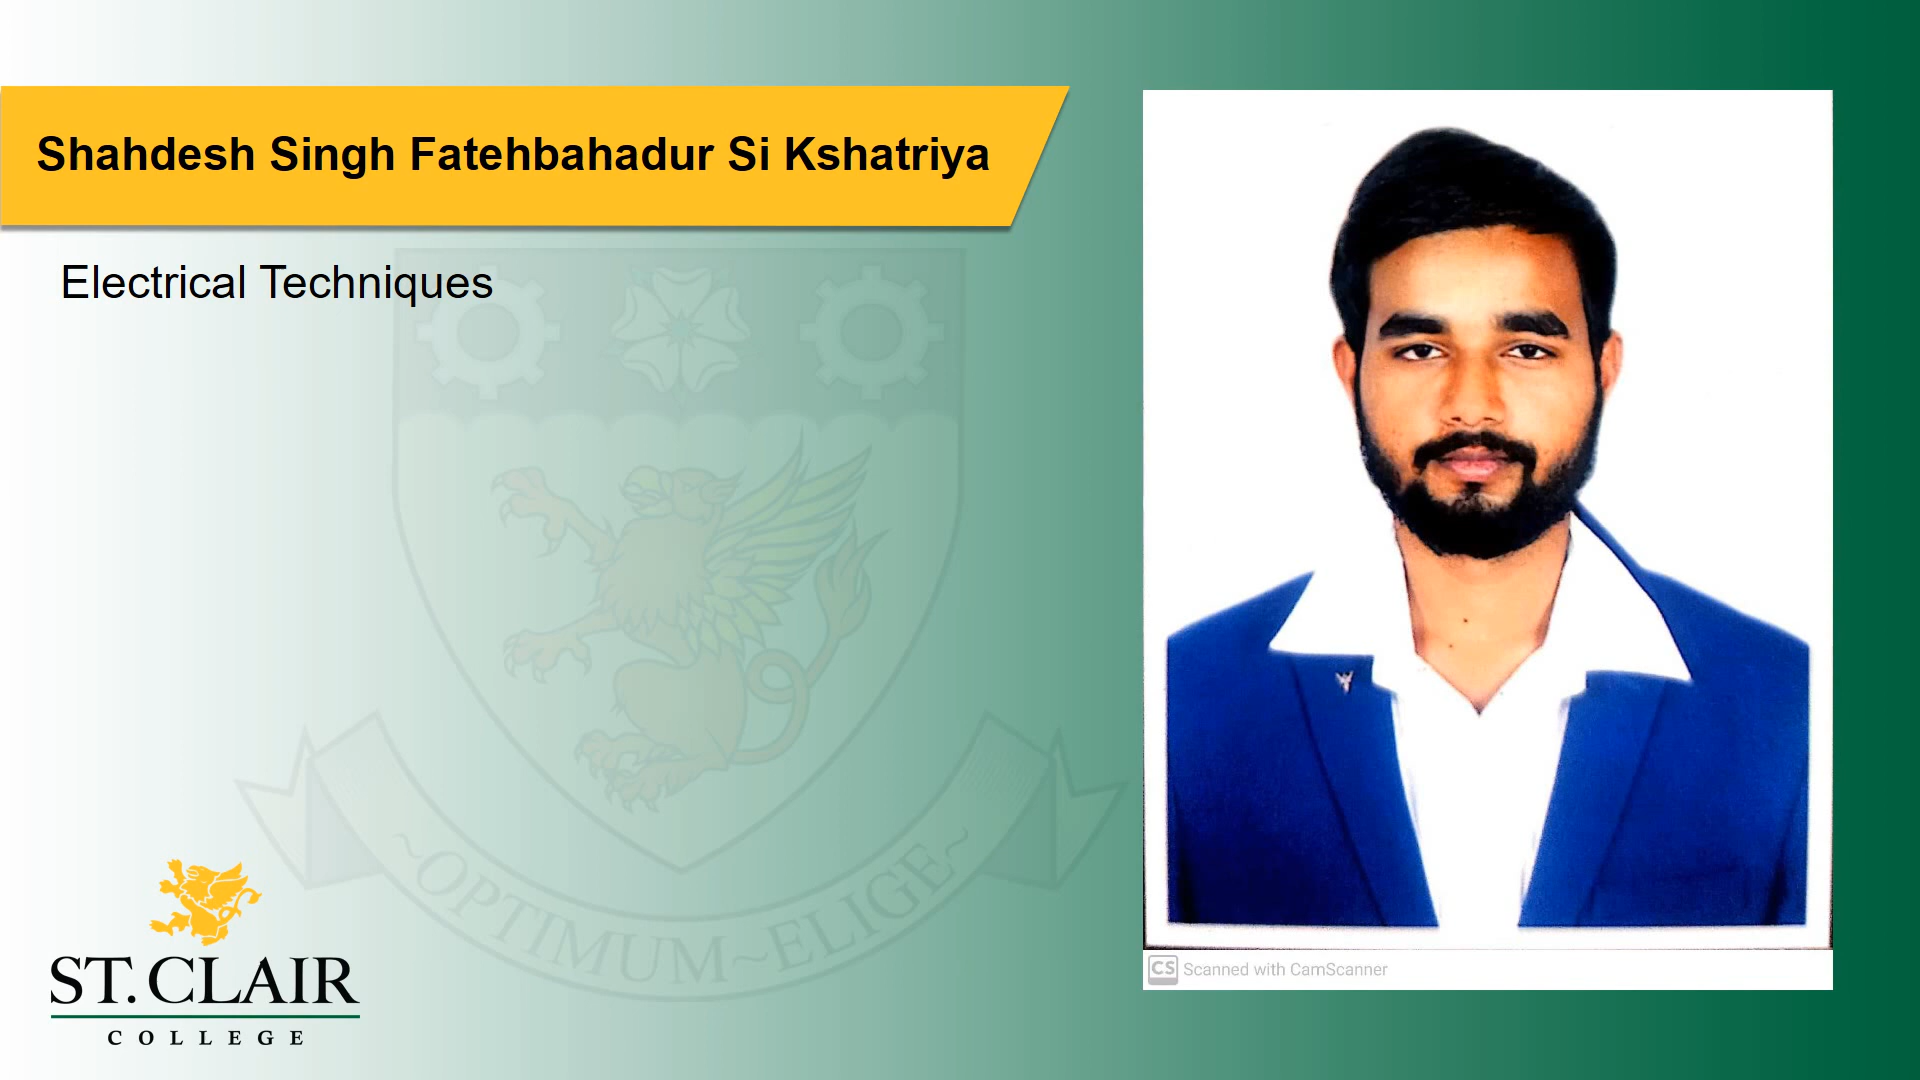 Shahdesh Singh Fatehbahadur Si Kshatriya
Electrical Techniques
~OPTIMUM~ELIGE~
ST. CLAIR
COLLEGE
CS Scanned with CamScanner